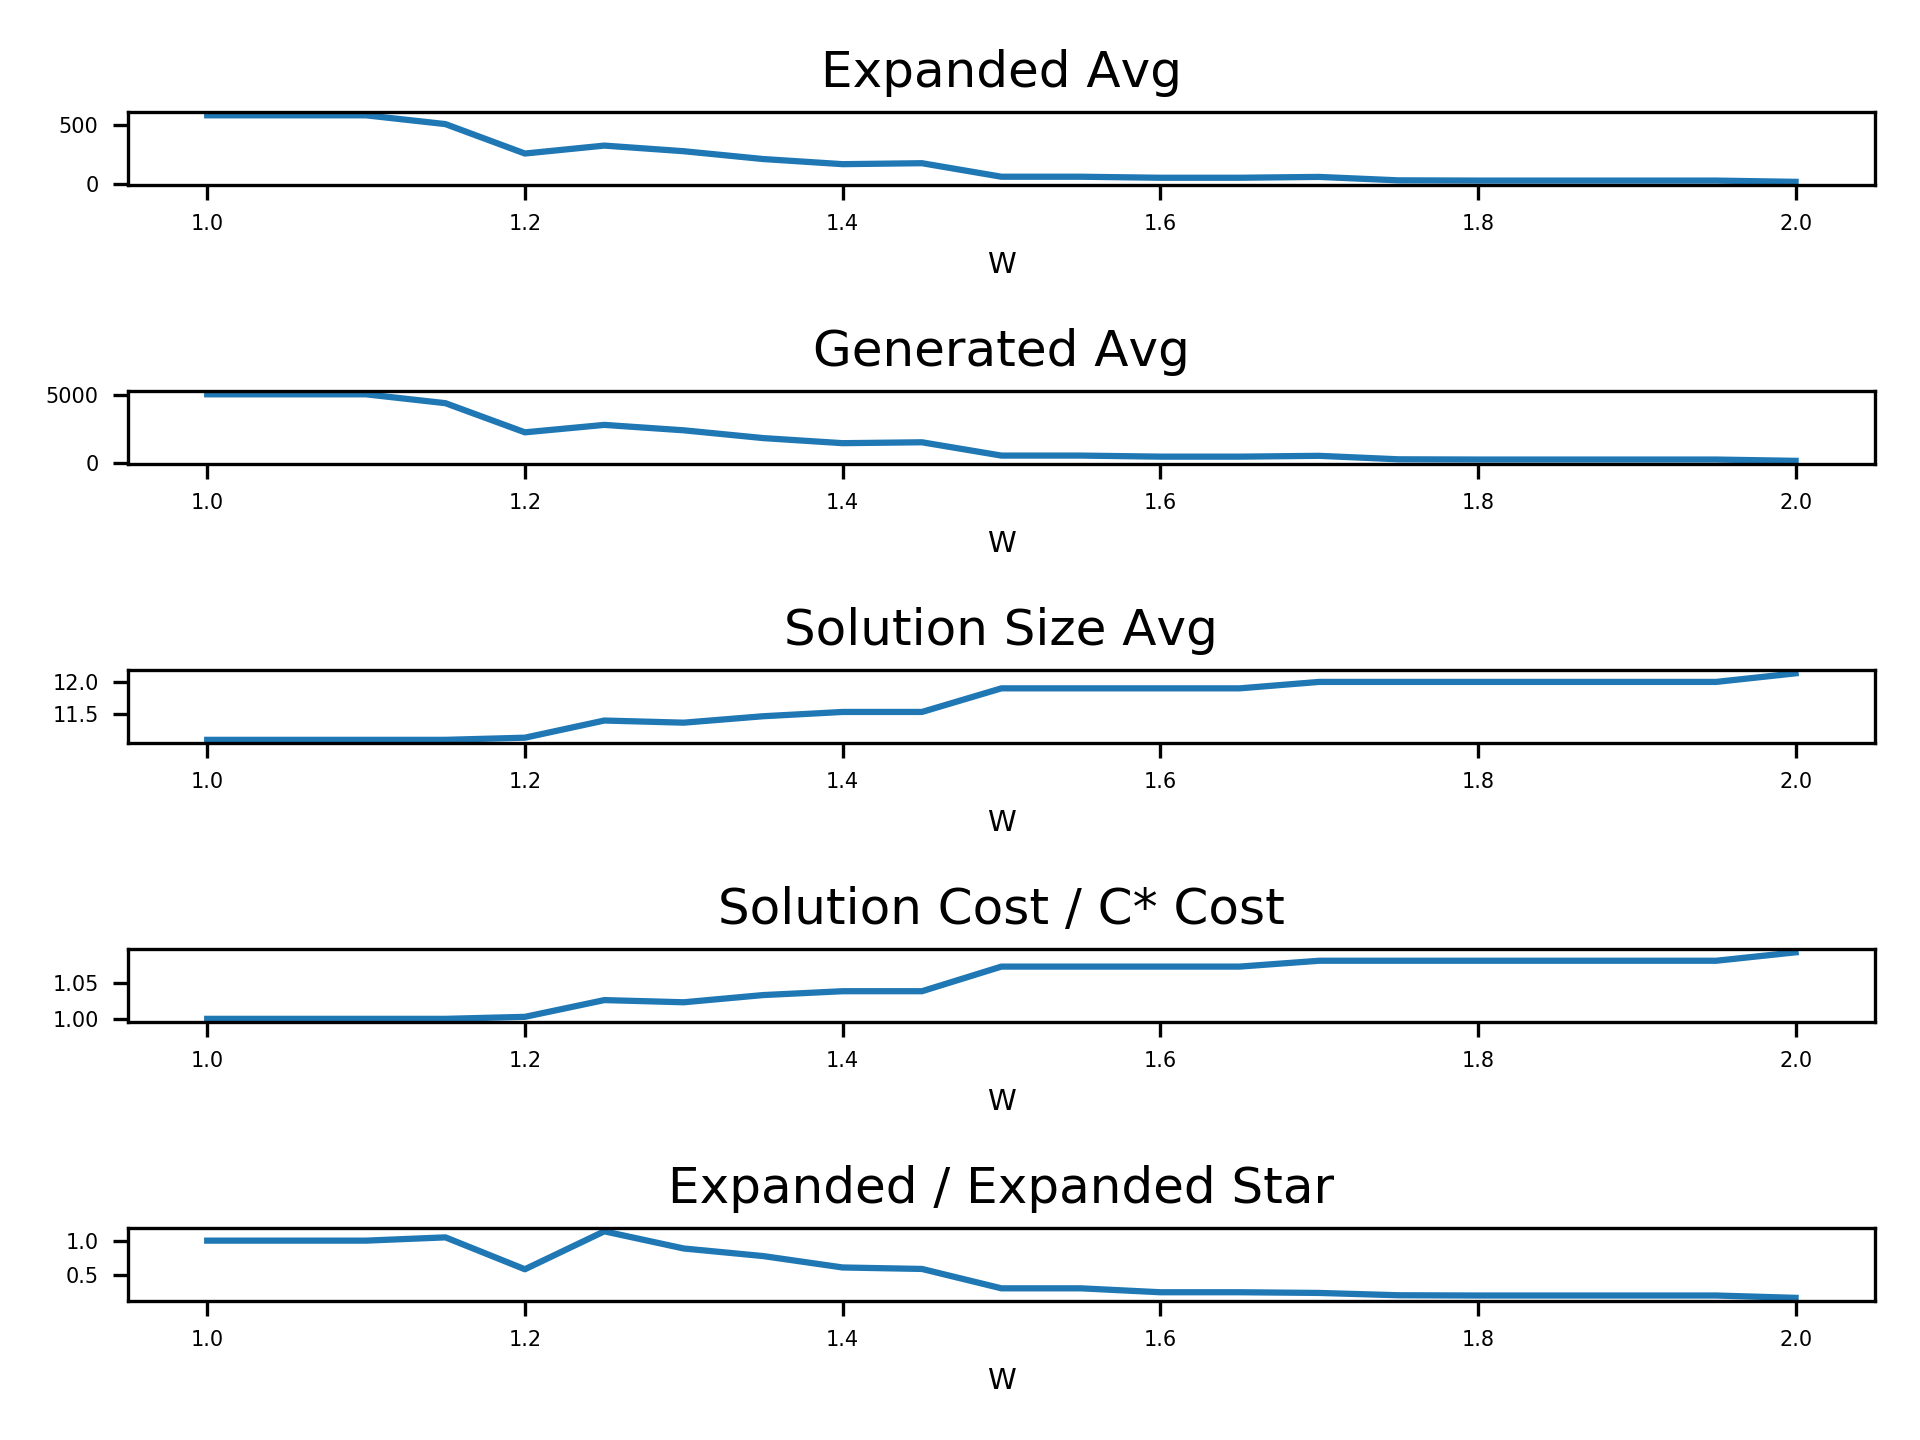 Expanded Avg
500
0
1.0 1.2 1.4 1.6 1.8 2.0
W
Generated Avg
5000
0
1.0 1.2 1.4 1.6 1.8 2.0
W
Solution Size Avg
12.0
11.5
1.0 1.2 1.4 1.6 1.8 2.0
W
Solution Cost / C* Cost
1.05
1.00
1.0 1.2 1.4 1.6 1.8 2.0
W
Expanded / Expanded Star
1.0
0.5
1.0 1.2 1.4 1.6 1.8 2.0
W